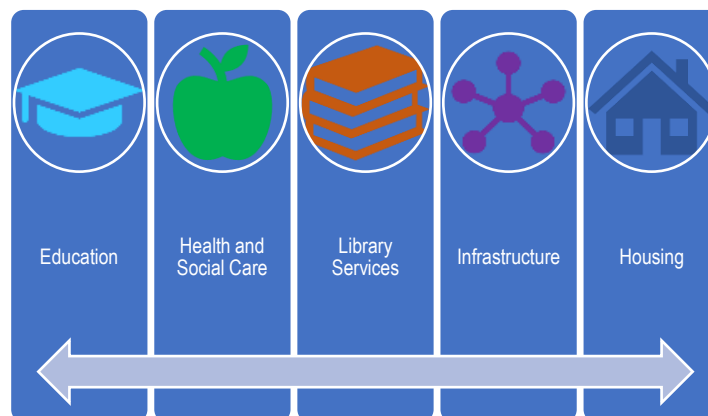 Education
Health and
Social Care
Library
Services
Infrastructure
Housing